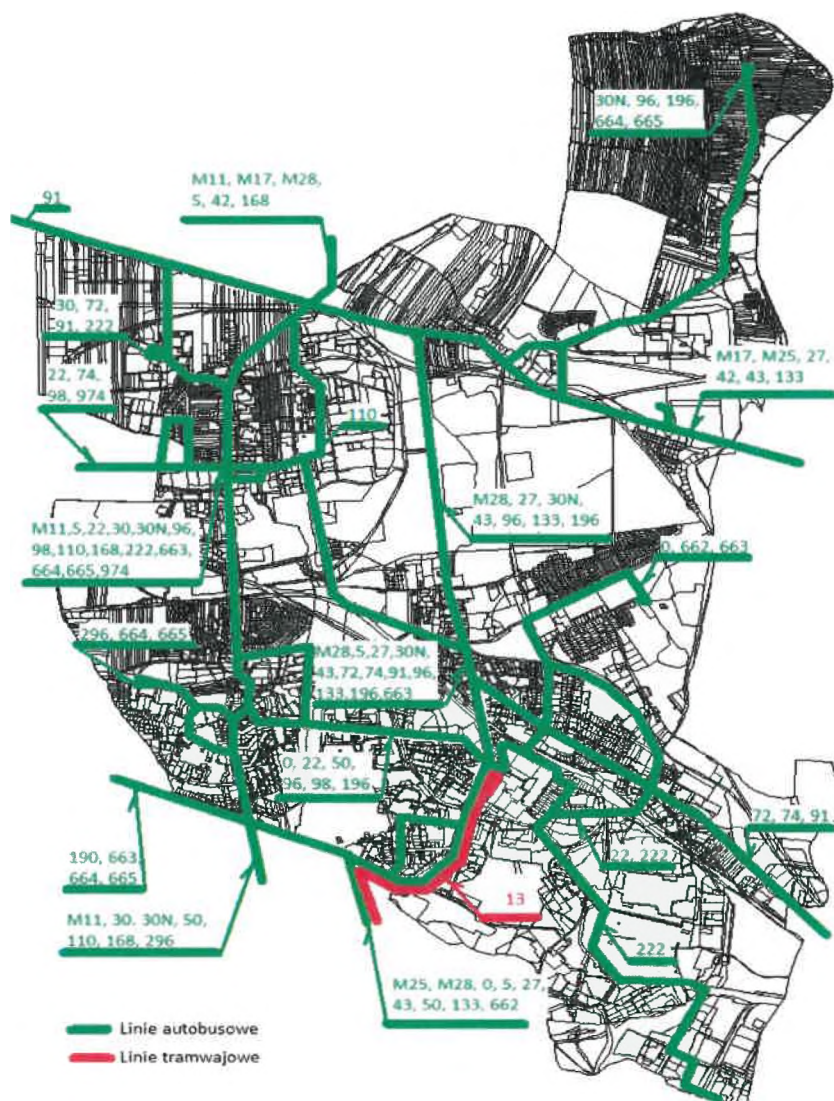 30N, 96, 196,
664, 665
M11, M17, M28,
5, 42, 168
91
30, 72,
91, 222
22, 74,
98, 974
M17, M25, 27,
42, 43, 133
110
M28, 27, 30N,
43, 96, 133, 196
M11,5,22,30,30N,96,
98,110,168,222,663,
664,665,974
0, 662, 663
296, 664, 665
M28,5,27,30N,
43,72,74,91,96,
133,196,663
0, 22, 50,
96, 98, 196
72, 74, 91
190, 663,
664, 665
22, 222
13
M11, 30. 30N, 50,
110, 168, 296
222
M25, M28, 0, 5, 27,
43, 50, 133, 662
Linie autobusowe
Linie tramwajowe